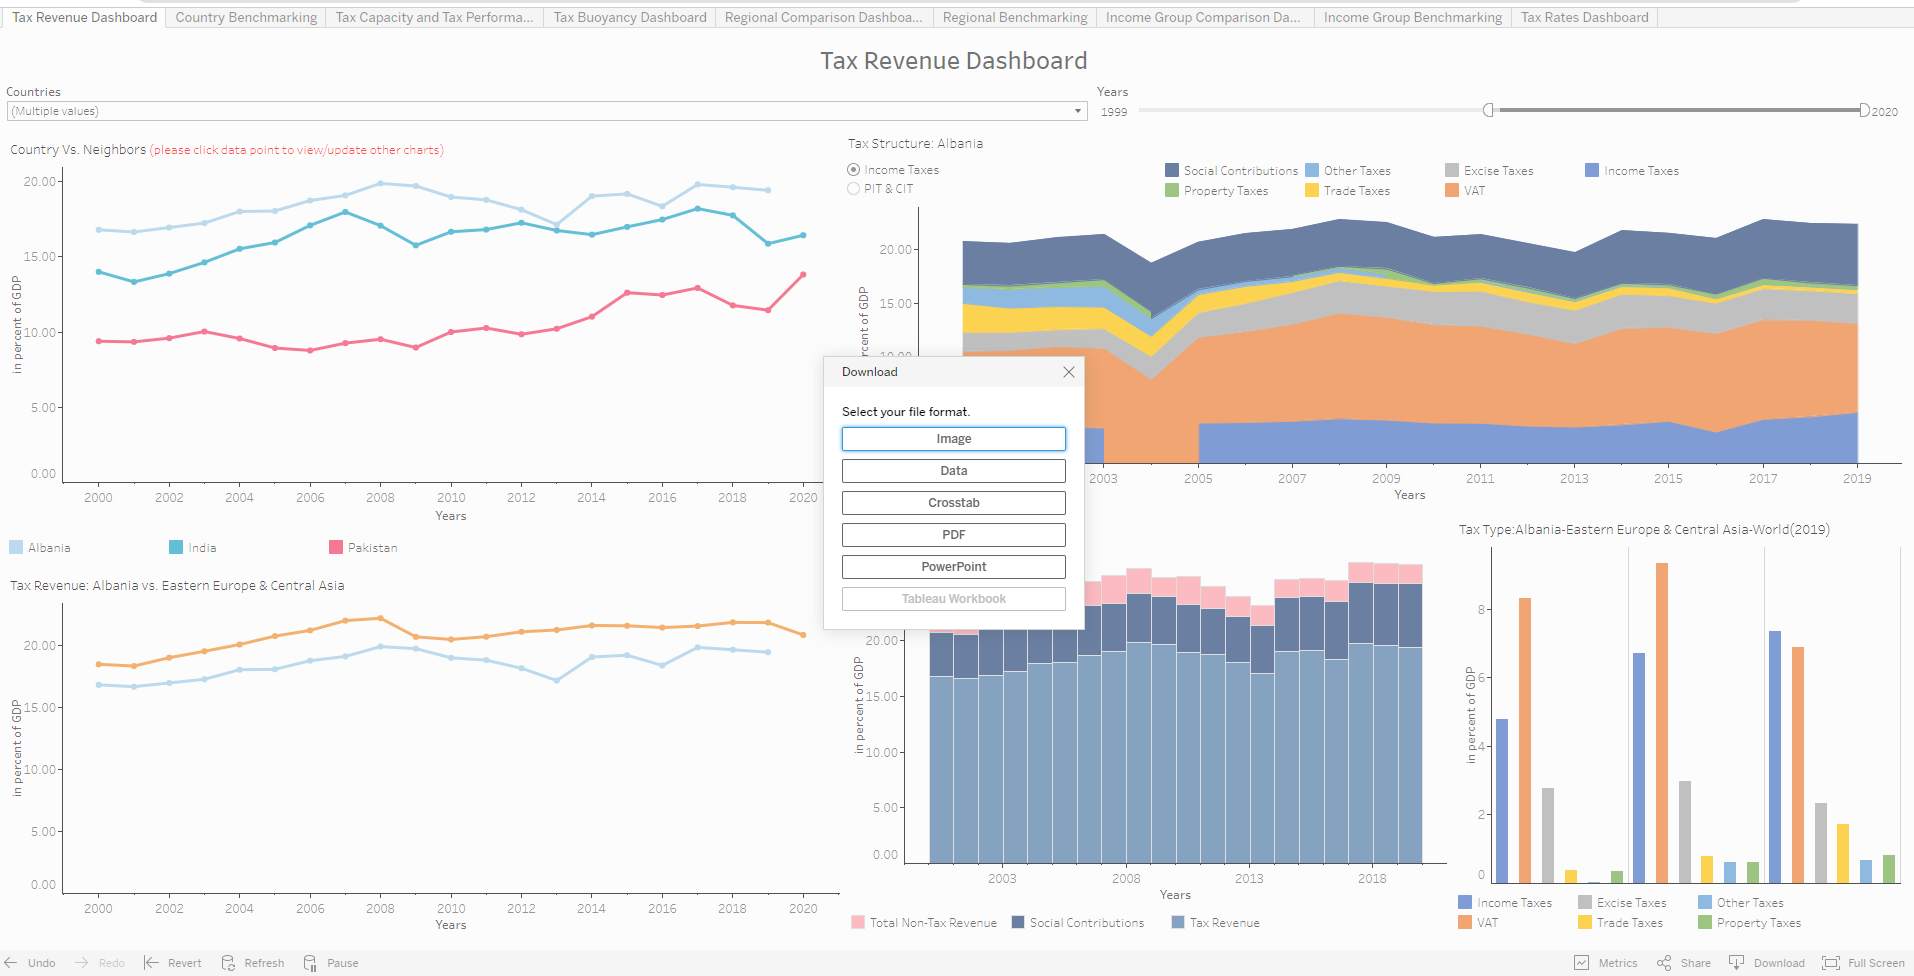 Tax Revenue Dashboard
Country Benchmarking
Tax Capacity and Tax Performa...
Tax Buoyancy Dashboard
Regional Comparison Dashboa...
Regional Benchmarking
Income Group Comparison Da...
Income Group Benchmarking
Tax Rates Dashboard
Tax Revenue Dashboard
Countries
(Multiple values)
Years
1999
2020
Country Vs. Neighbors (please click data point to view/update other charts)
20.00
15.00
10.00
5.00
0.00
in percent of GDP
2000 2002 2004 2006 2008 2010 2012 2014 2016 2018 2020
Years
Albania India Pakistan
Tax Structure: Albania
Income Taxes
PIT & CIT
Social Contributions Other Taxes Excise Taxes Income Taxes
Property Taxes Trade Taxes VAT
20.00
15.00
10.00
percent of GDP
2003 2005 2007 2009 2011 2013 2015 2017 2019
Years
Download
Select your file format.
Image
Data
Crosstab
PDF
PowerPoint
Tableau Workbook
Tax Revenue: Albania vs. Eastern Europe & Central Asia
20.00
15.00
10.00
5.00
0.00
in percent of GDP
2000 2002 2004 2006 2008 2010 2012 2014 2016 2018 2020
Years
20.00
15.00
10.00
5.00
0.00
in percent of GDP
2003 2008 2013 2018
Years
Total Non-Tax Revenue Social Contributions Tax Revenue
Tax Type:Albania-Eastern Europe & Central Asia-World(2019)
8
6
4
2
0
in percent of GDP
Income Taxes Excise Taxes Other Taxes
VAT Trade Taxes Property Taxes
Undo Redo Revert Refresh Pause
Metrics Share Download Full Screen